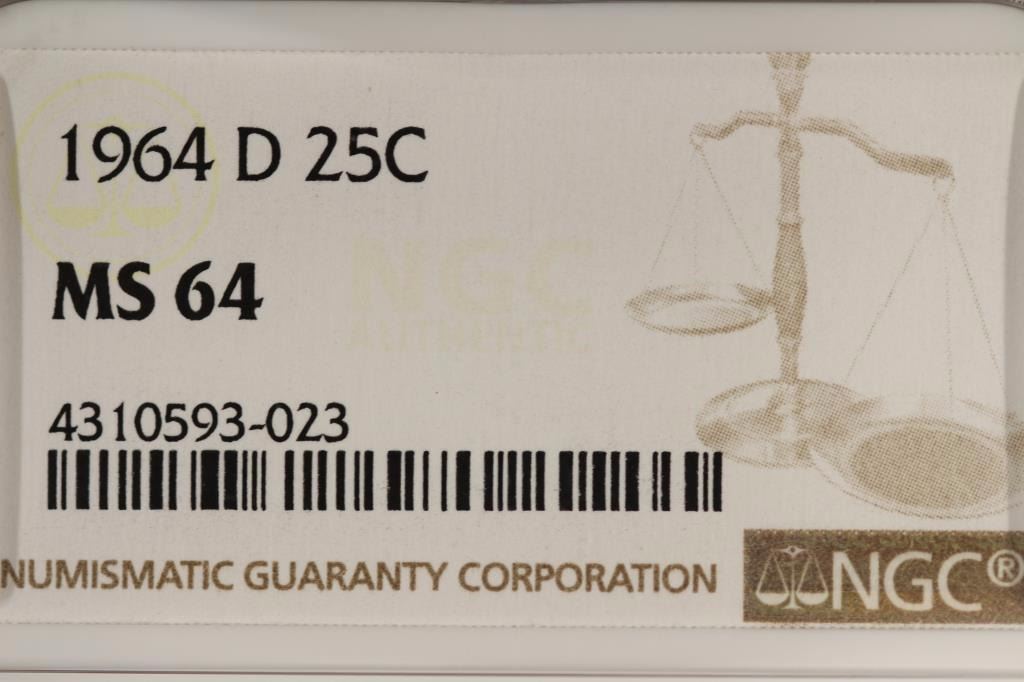 1964 D 25C
NGC
AUTHENTIC
MS 64
4310593-023
NUMISMATIC GUARANTY CORPORATION
NGC®